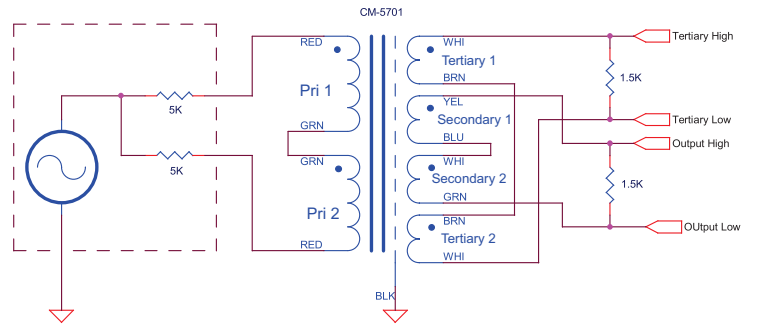 CM-5701
RED
WHI
Tertiary High
Tertiary 1
1.5K
BRN
Pri 1
5K
YEL
Secondary 1
Tertiary Low
GRN
BLU
Output High
5K
GRN
WHI
Secondary 2
1.5K
GRN
Pri 2
BRN
OUtput Low
RED
Tertiary 2
WHI
BLK